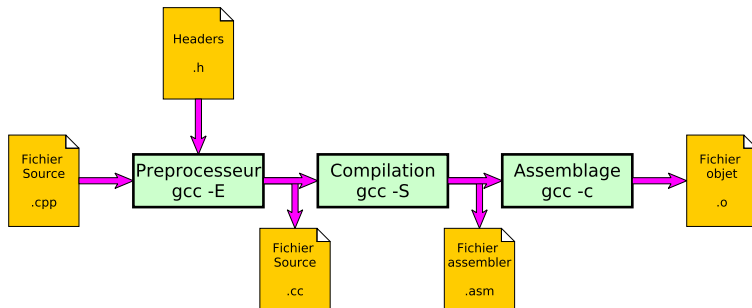 Headers
.h
Fichier
Source
.cpp
Preprocesseur
gcc -E
Compilation
gcc -S
Assemblage
gcc -c
Fichier
objet
.o
Fichier
Source
.cc
Fichier
assembler
.asm